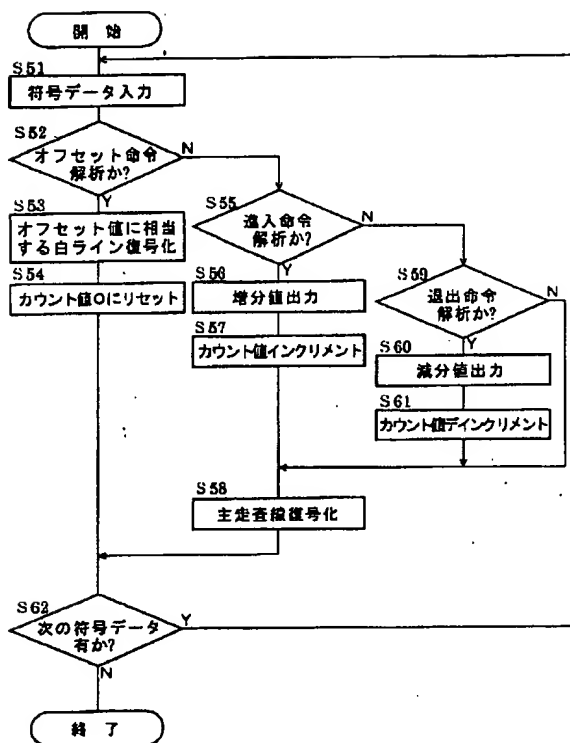 開始
S51
符号データ入力
S52
オフセット命令
解析か?
N
Y
S53
オフセット値に相当
する白ライン復号化
S54
カウント値0にリセット
S55
進入命令
解析か?
N
Y
S56
増分値出力
S57
カウント値インクリメント
S58
主走査線復号化
S59
退出命令
解析か?
N
Y
S60
減分値出力
S61
カウント値デインクリメント
S62
次の符号データ
有か?
Y
N
終了